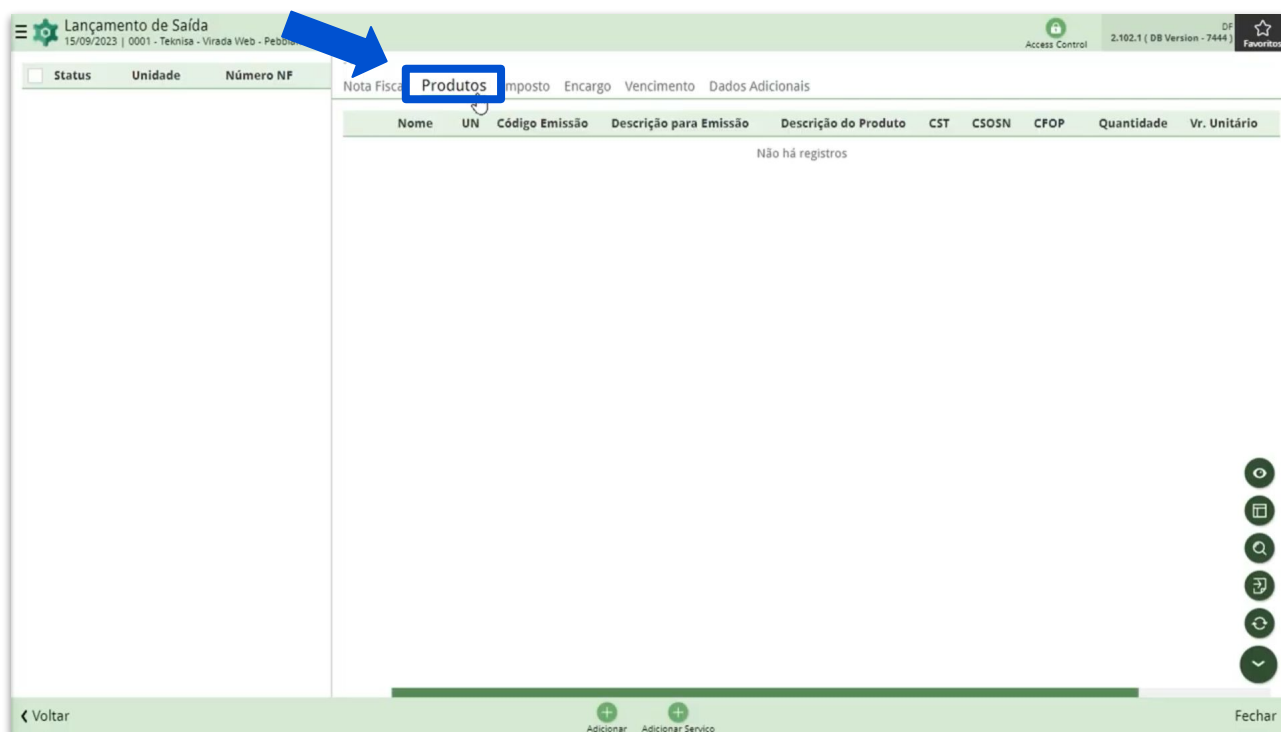 Lançamento de Saída
15/09/2023 | 0001 - Teknisa - Virada Web -
Access Control
DF
2.102.1 ( DB Version - 7444 )
Favoritos
Status Unidade Número NF
Nota Fisca Produtos mposto Encargo Vencimento Dados Adicionais
Nome UN Código Emissão Descrição para Emissão Descrição do Produto CST CSOSN CFOP Quantidade Vr. Unitário
Não há registros
Voltar
Adicionar Adicionar Serviço
Fechar